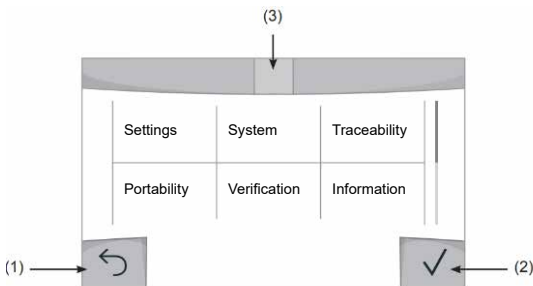 (3)
Settings System Traceability
Portability Verification Information
(1) (2)